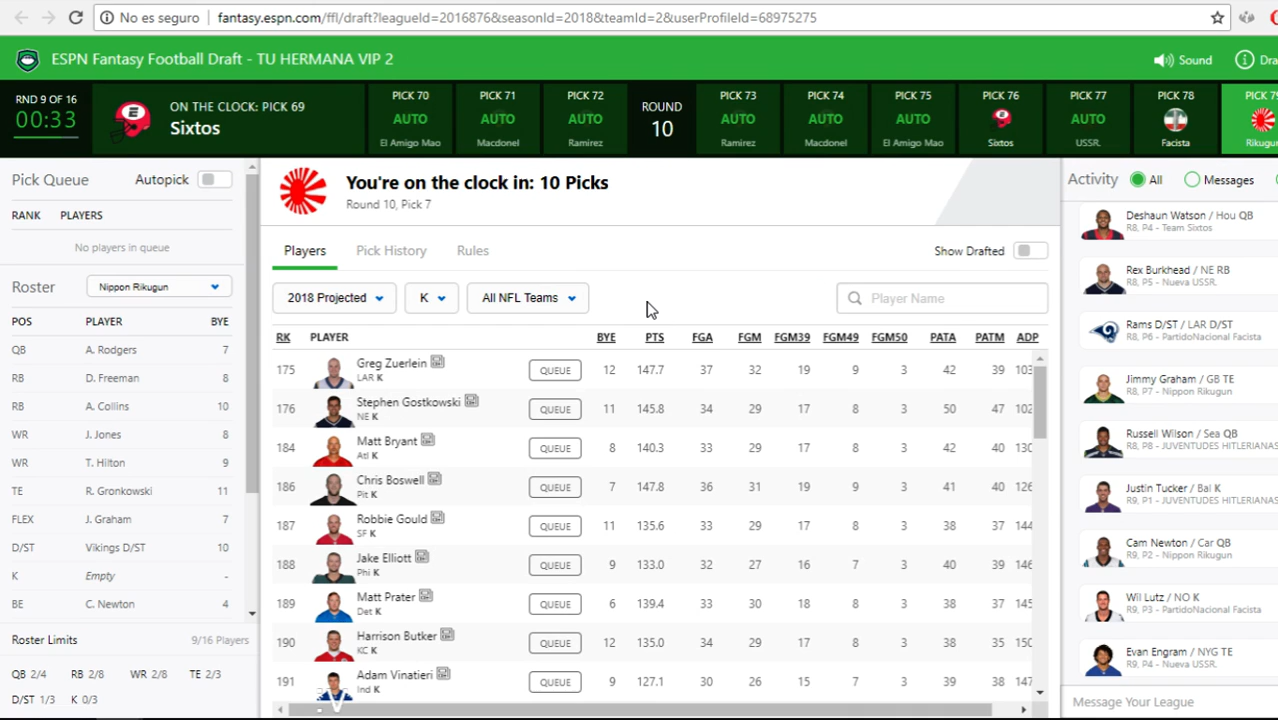 No es seguro | fantasy.espn.com/ffl/draft?leagueId=2016876&seasonId=2018&teamId=2&userProfileId=68975275
ESPN Fantasy Football Draft - TU HERMANA VIP 2
Sound
Dra
RND 9 OF 16
00:33
ON THE CLOCK: PICK 69
Sixtos
PICK 70 AUTO El Amigo Mao
PICK 71 AUTO Macdonel
PICK 72 AUTO Ramirez
ROUND 10
PICK 73 AUTO Ramirez
PICK 74 AUTO Macdonel
PICK 75 AUTO El Amigo Mao
PICK 76 Sixtos
PICK 77 AUTO USSR.
PICK 78 Facista
PICK 79 Rikugun
Pick Queue Autopick
RANK PLAYERS
No players in queue
Roster Nippon Rikugun
POS PLAYER BYE
QB A. Rodgers 7
RB D. Freeman 8
RB A. Collins 10
WR J. Jones 8
WR T. Hilton 9
TE R. Gronkowski 11
FLEX J. Graham 7
D/ST Vikings D/ST 10
K Empty -
BE C. Newton 4
Roster Limits 9/16 Players
QB 2/4 RB 2/8 WR 2/8 TE 2/3
D/ST 1/3 K 0/3
You're on the clock in: 10 Picks
Round 10, Pick 7
Players Pick History Rules
Show Drafted
2018 Projected K All NFL Teams
Player Name
RK PLAYER BYE PTS FGA FGM FGM39 FGM49 FGM50 PATA PATM ADP
175 Greg Zuerlein LAR K QUEUE 12 147.7 37 32 19 9 3 42 39 103
176 Stephen Gostkowski NE K QUEUE 11 145.8 34 29 17 8 3 50 47 102
184 Matt Bryant Atl K QUEUE 8 140.3 33 29 17 8 3 42 40 130
186 Chris Boswell Pit K QUEUE 7 147.8 36 31 19 9 3 41 40 126
187 Robbie Gould SF K QUEUE 11 135.6 33 29 17 8 3 38 37 144
188 Jake Elliott Phi K QUEUE 9 133.0 32 27 16 7 3 40 39 146
189 Matt Prater Det K QUEUE 6 139.4 33 30 18 8 3 38 37 145
190 Harrison Butker KC K QUEUE 12 135.0 34 29 17 8 3 38 35 150
191 Adam Vinatieri Ind K QUEUE 9 127.1 30 26 15 7 3 39 38 147
Activity All Messages
Deshaun Watson / Hou QB
R8, P4 - Team Sixtos
Rex Burkhead / NE RB
R8, P5 - Nueva USSR.
Rams D/ST / LAR D/ST
R8, P6 - PartidoNacional Facista
Jimmy Graham / GB TE
R8, P7 - Nippon Rikugun
Russell Wilson / Sea QB
R8, P8 - JUVENTUDES HITLERIANAS
Justin Tucker / Bal K
R9, P1 - JUVENTUDES HITLERIANAS
Cam Newton / Car QB
R9, P2 - Nippon Rikugun
Wil Lutz / NO K
R9, P3 - PartidoNacional Facista
Evan Engram / NYG TE
R9, P4 - Nueva USSR.
Message Your League